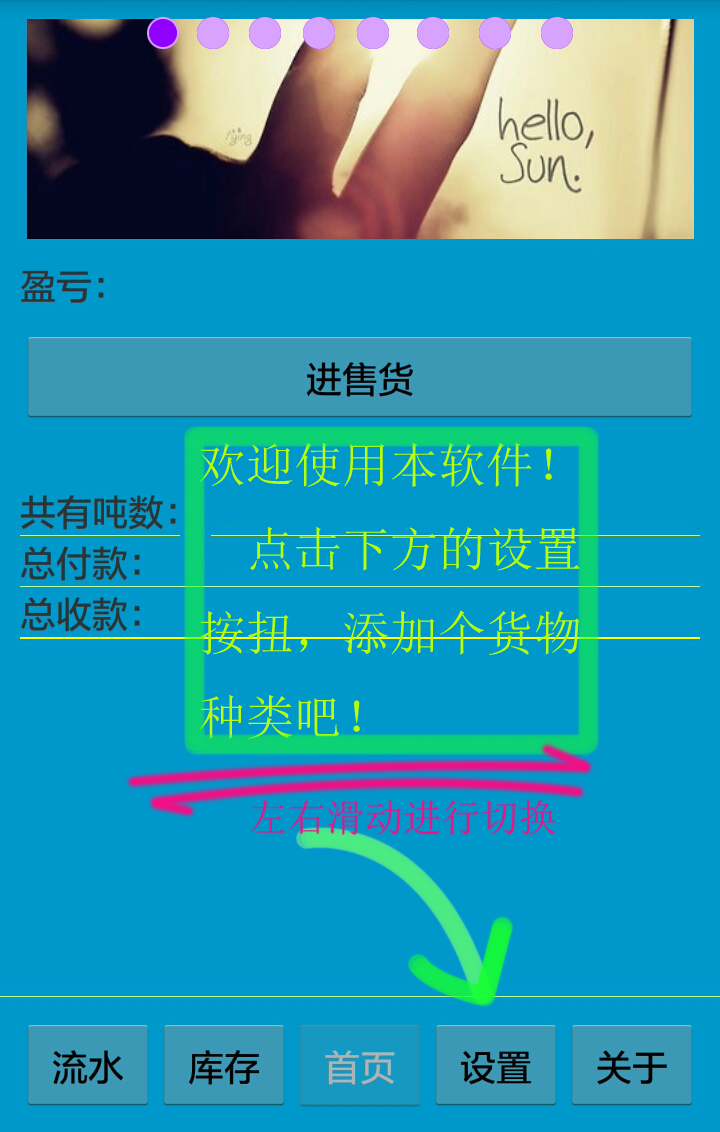 ying
hello,
Sun.
盈亏：
进售货
欢迎使用本软件！
共有吨数：
点击下方的设置
总付款：
总收款：
按扭，添加个货物
种类吧！
左右滑动进行切换
流水
库存
首页
设置
关于